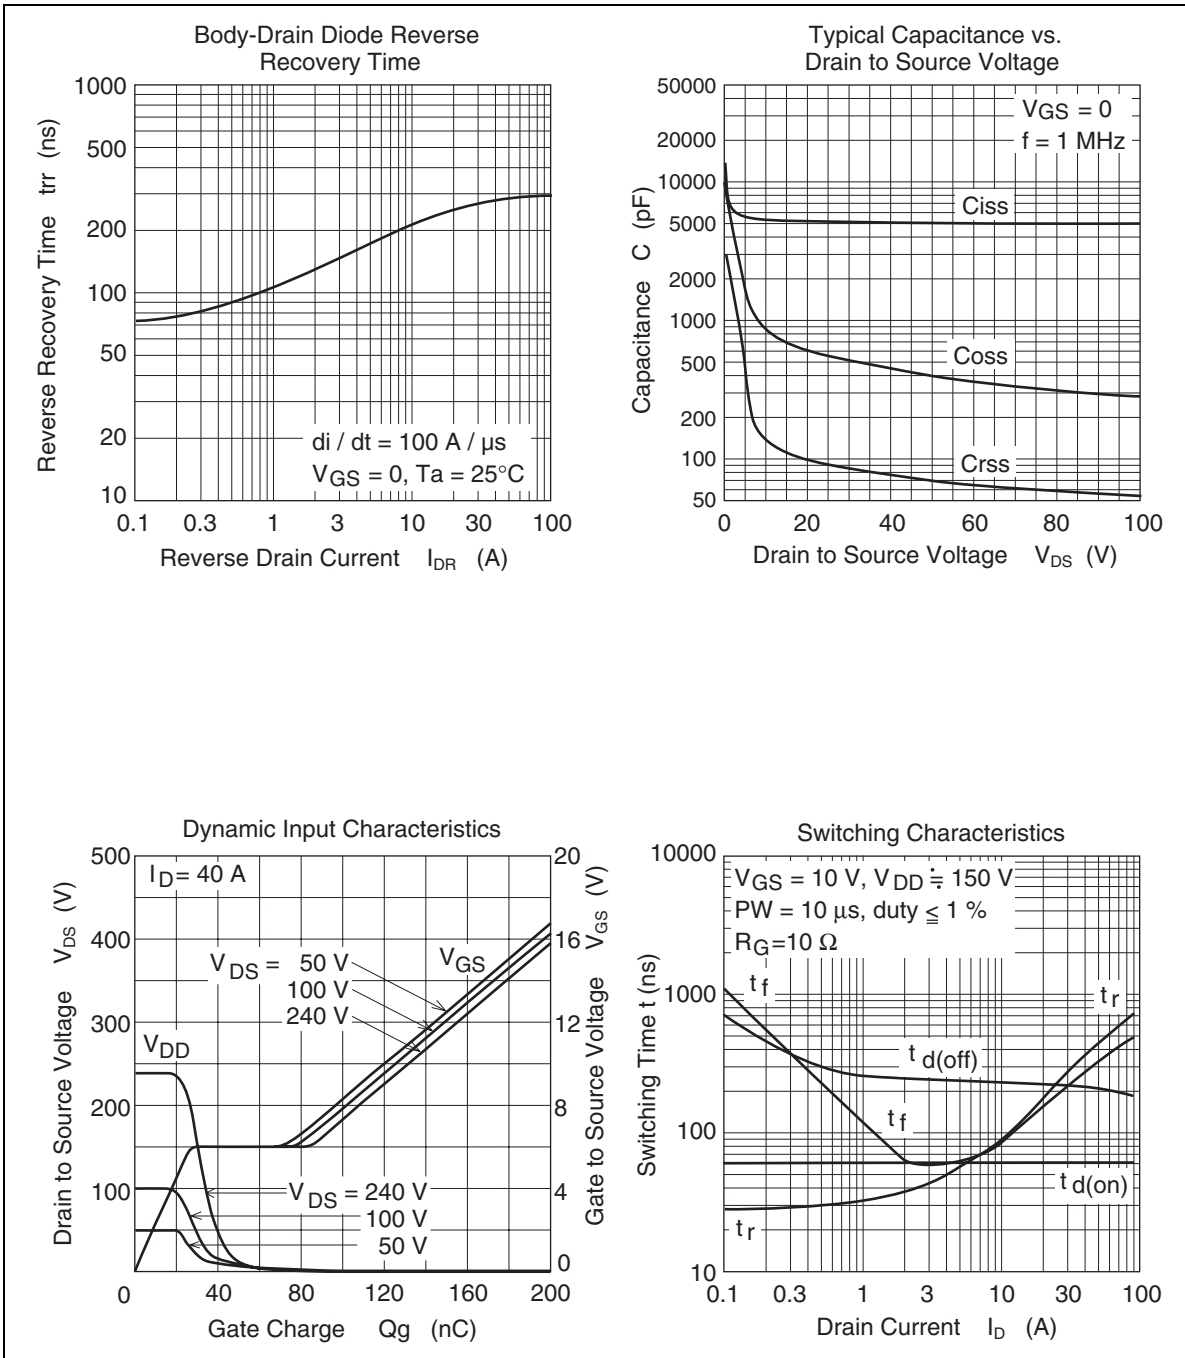 Body-Drain Diode Reverse
Recovery Time
1000
500
200
100
50
20
10
Reverse Recovery Time trr (ns)
di / dt = 100 A / µs
VGS = 0, Ta = 25°C
0.1 0.3 1 3 10 30 100
Reverse Drain Current IDR (A)
Typical Capacitance vs.
Drain to Source Voltage
50000
20000
10000
5000
2000
1000
500
200
100
50
Capacitance C (pF)
VGS = 0
f = 1 MHz
Ciss
Coss
Crss
0 20 40 60 80 100
Drain to Source Voltage VDS (V)
Dynamic Input Characteristics
500
400
300
200
100
0
Drain to Source Voltage VDS (V)
ID = 40 A
VDS = 50 V
100 V
240 V
VGS
VDD
VDS = 240 V
100 V
50 V
20
16
12
8
4
0
Gate to Source Voltage VGS (V)
40 80 120 160 200
Gate Charge Qg (nC)
Switching Characteristics
10000
1000
100
10
Switching Time t (ns)
VGS = 10 V, VDD ≒ 150 V
PW = 10 µs, duty ≦ 1 %
RG=10 Ω
tf
tr
td(off)
tf
td(on)
tr
0.1 0.3 1 3 10 30 100
Drain Current ID (A)